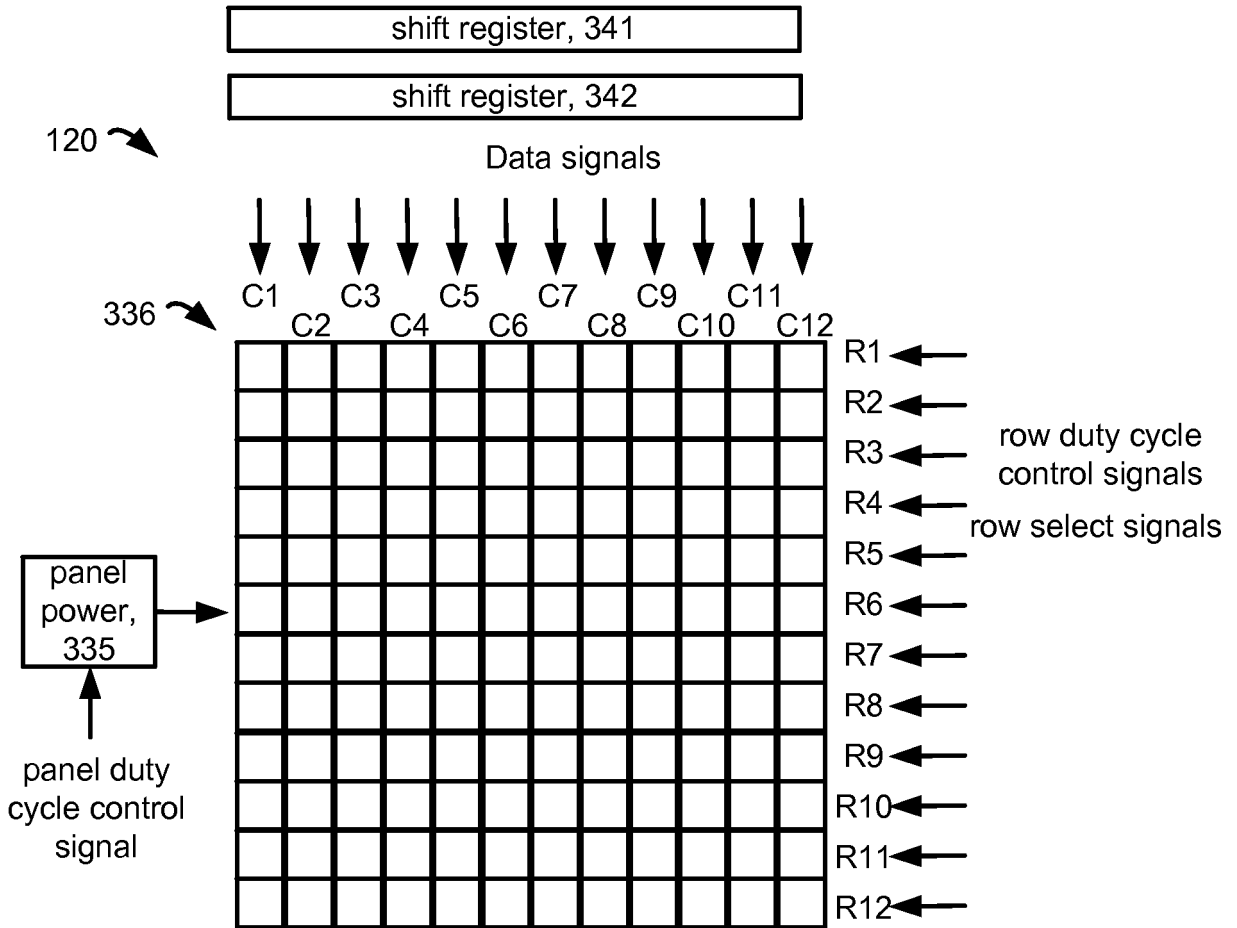 shift register, 341
shift register, 342
120
Data signals
336
C1 C3 C5 C7 C9 C11
C2 C4 C6 C8 C10 C12
R1
R2
R3
R4
R5
R6
R7
R8
R9
R10
R11
R12
row duty cycle
control signals
row select signals
panel
power,
335
panel duty
cycle control
signal